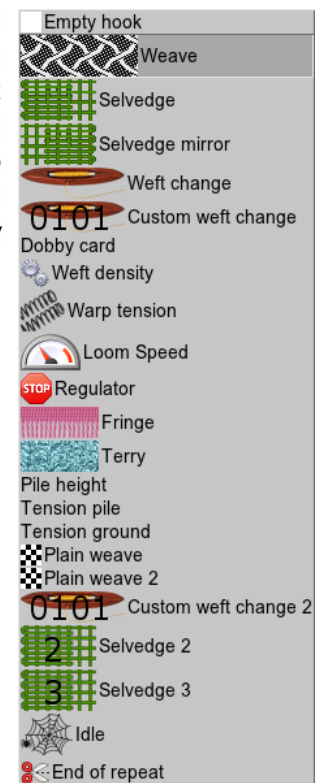 Empty hook
Weave
Selvedge
Selvedge mirror
Weft change
0101 Custom weft change
Dobby card
Weft density
Warp tension
Loom Speed
STOP Regulator
Fringe
Terry
Pile height
Tension pile
Tension ground
Plain weave
Plain weave 2
0101 Custom weft change 2
2 Selvedge 2
3 Selvedge 3
Idle
End of repeat